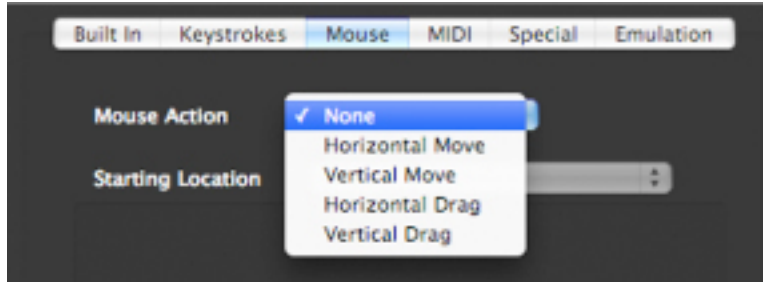 Built In Keystrokes Mouse MIDI Special Emulation
Mouse Action ✓ None
Horizontal Move
Starting Location Vertical Move
Horizontal Drag
Vertical Drag